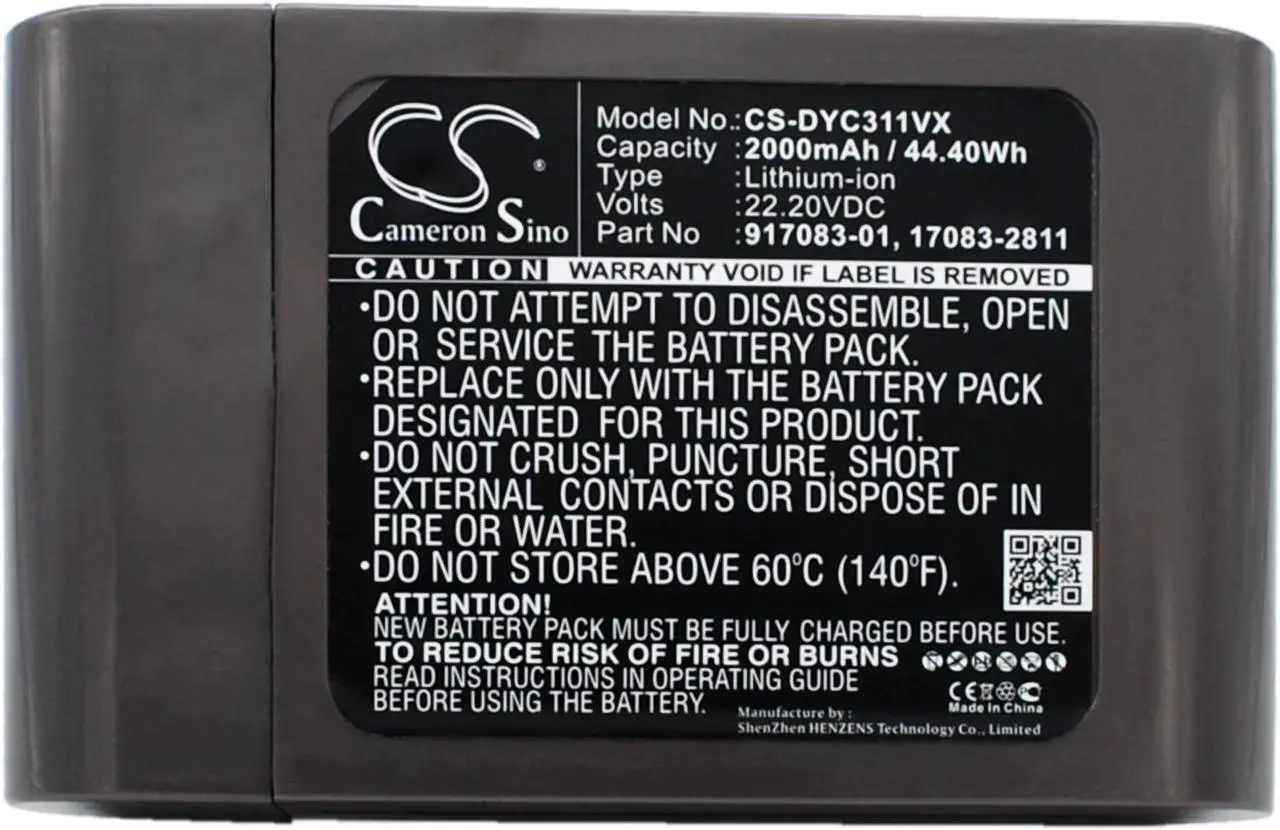 CS
®
Cameron Sino
Model No.:CS-DYC311VX
Capacity :2000mAh / 44.40Wh
Type :Lithium-ion
Volts :22.20VDC
Part No :917083-01, 17083-2811
CAUTION WARRANTY VOID IF LABEL IS REMOVED
•DO NOT ATTEMPT TO DISASSEMBLE, OPEN
OR SERVICE THE BATTERY PACK.
•REPLACE ONLY WITH THE BATTERY PACK
DESIGNATED FOR THIS PRODUCT.
•DO NOT CRUSH, PUNCTURE, SHORT
EXTERNAL CONTACTS OR DISPOSE OF IN
FIRE OR WATER.
•DO NOT STORE ABOVE 60°C (140°F).
ATTENTION!
NEW BATTERY PACK MUST BE FULLY CHARGED BEFORE USE.
TO REDUCE RISK OF FIRE OR BURNS
READ INSTRUCTIONS IN OPERATING GUIDE
BEFORE USING THE BATTERY.
CE
Made In China
Manufacture by :
ShenZhen HENZENS Technology Co., Limited